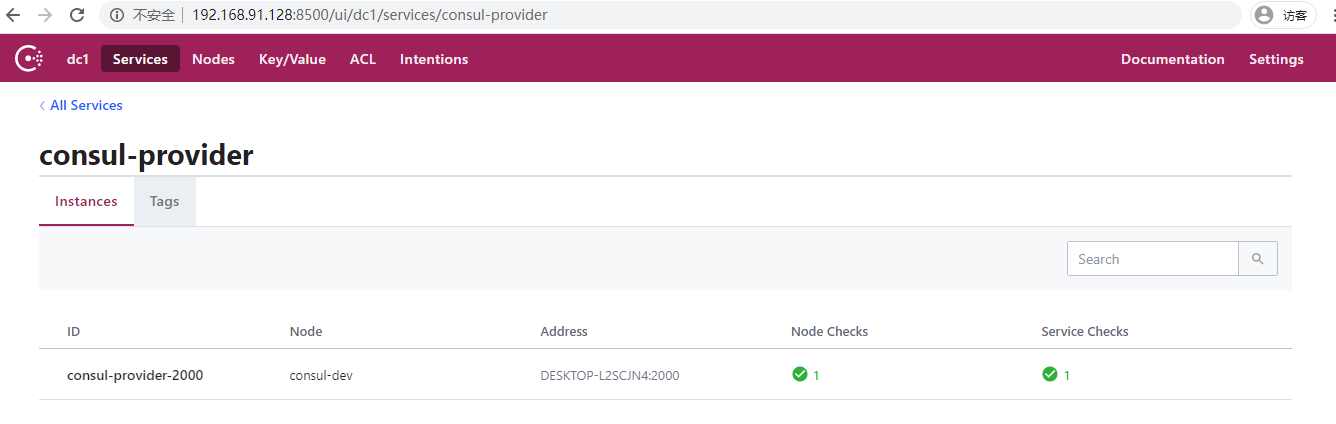 不安全 192.168.91.128:8500/ui/dc1/services/consul-provider 访客
dc1 Services Nodes Key/Value ACL Intentions Documentation Settings
All Services
consul-provider
Instances Tags
Search
ID Node Address Node Checks Service Checks
consul-provider-2000 consul-dev DESKTOP-L2SCJN4:2000 1 1